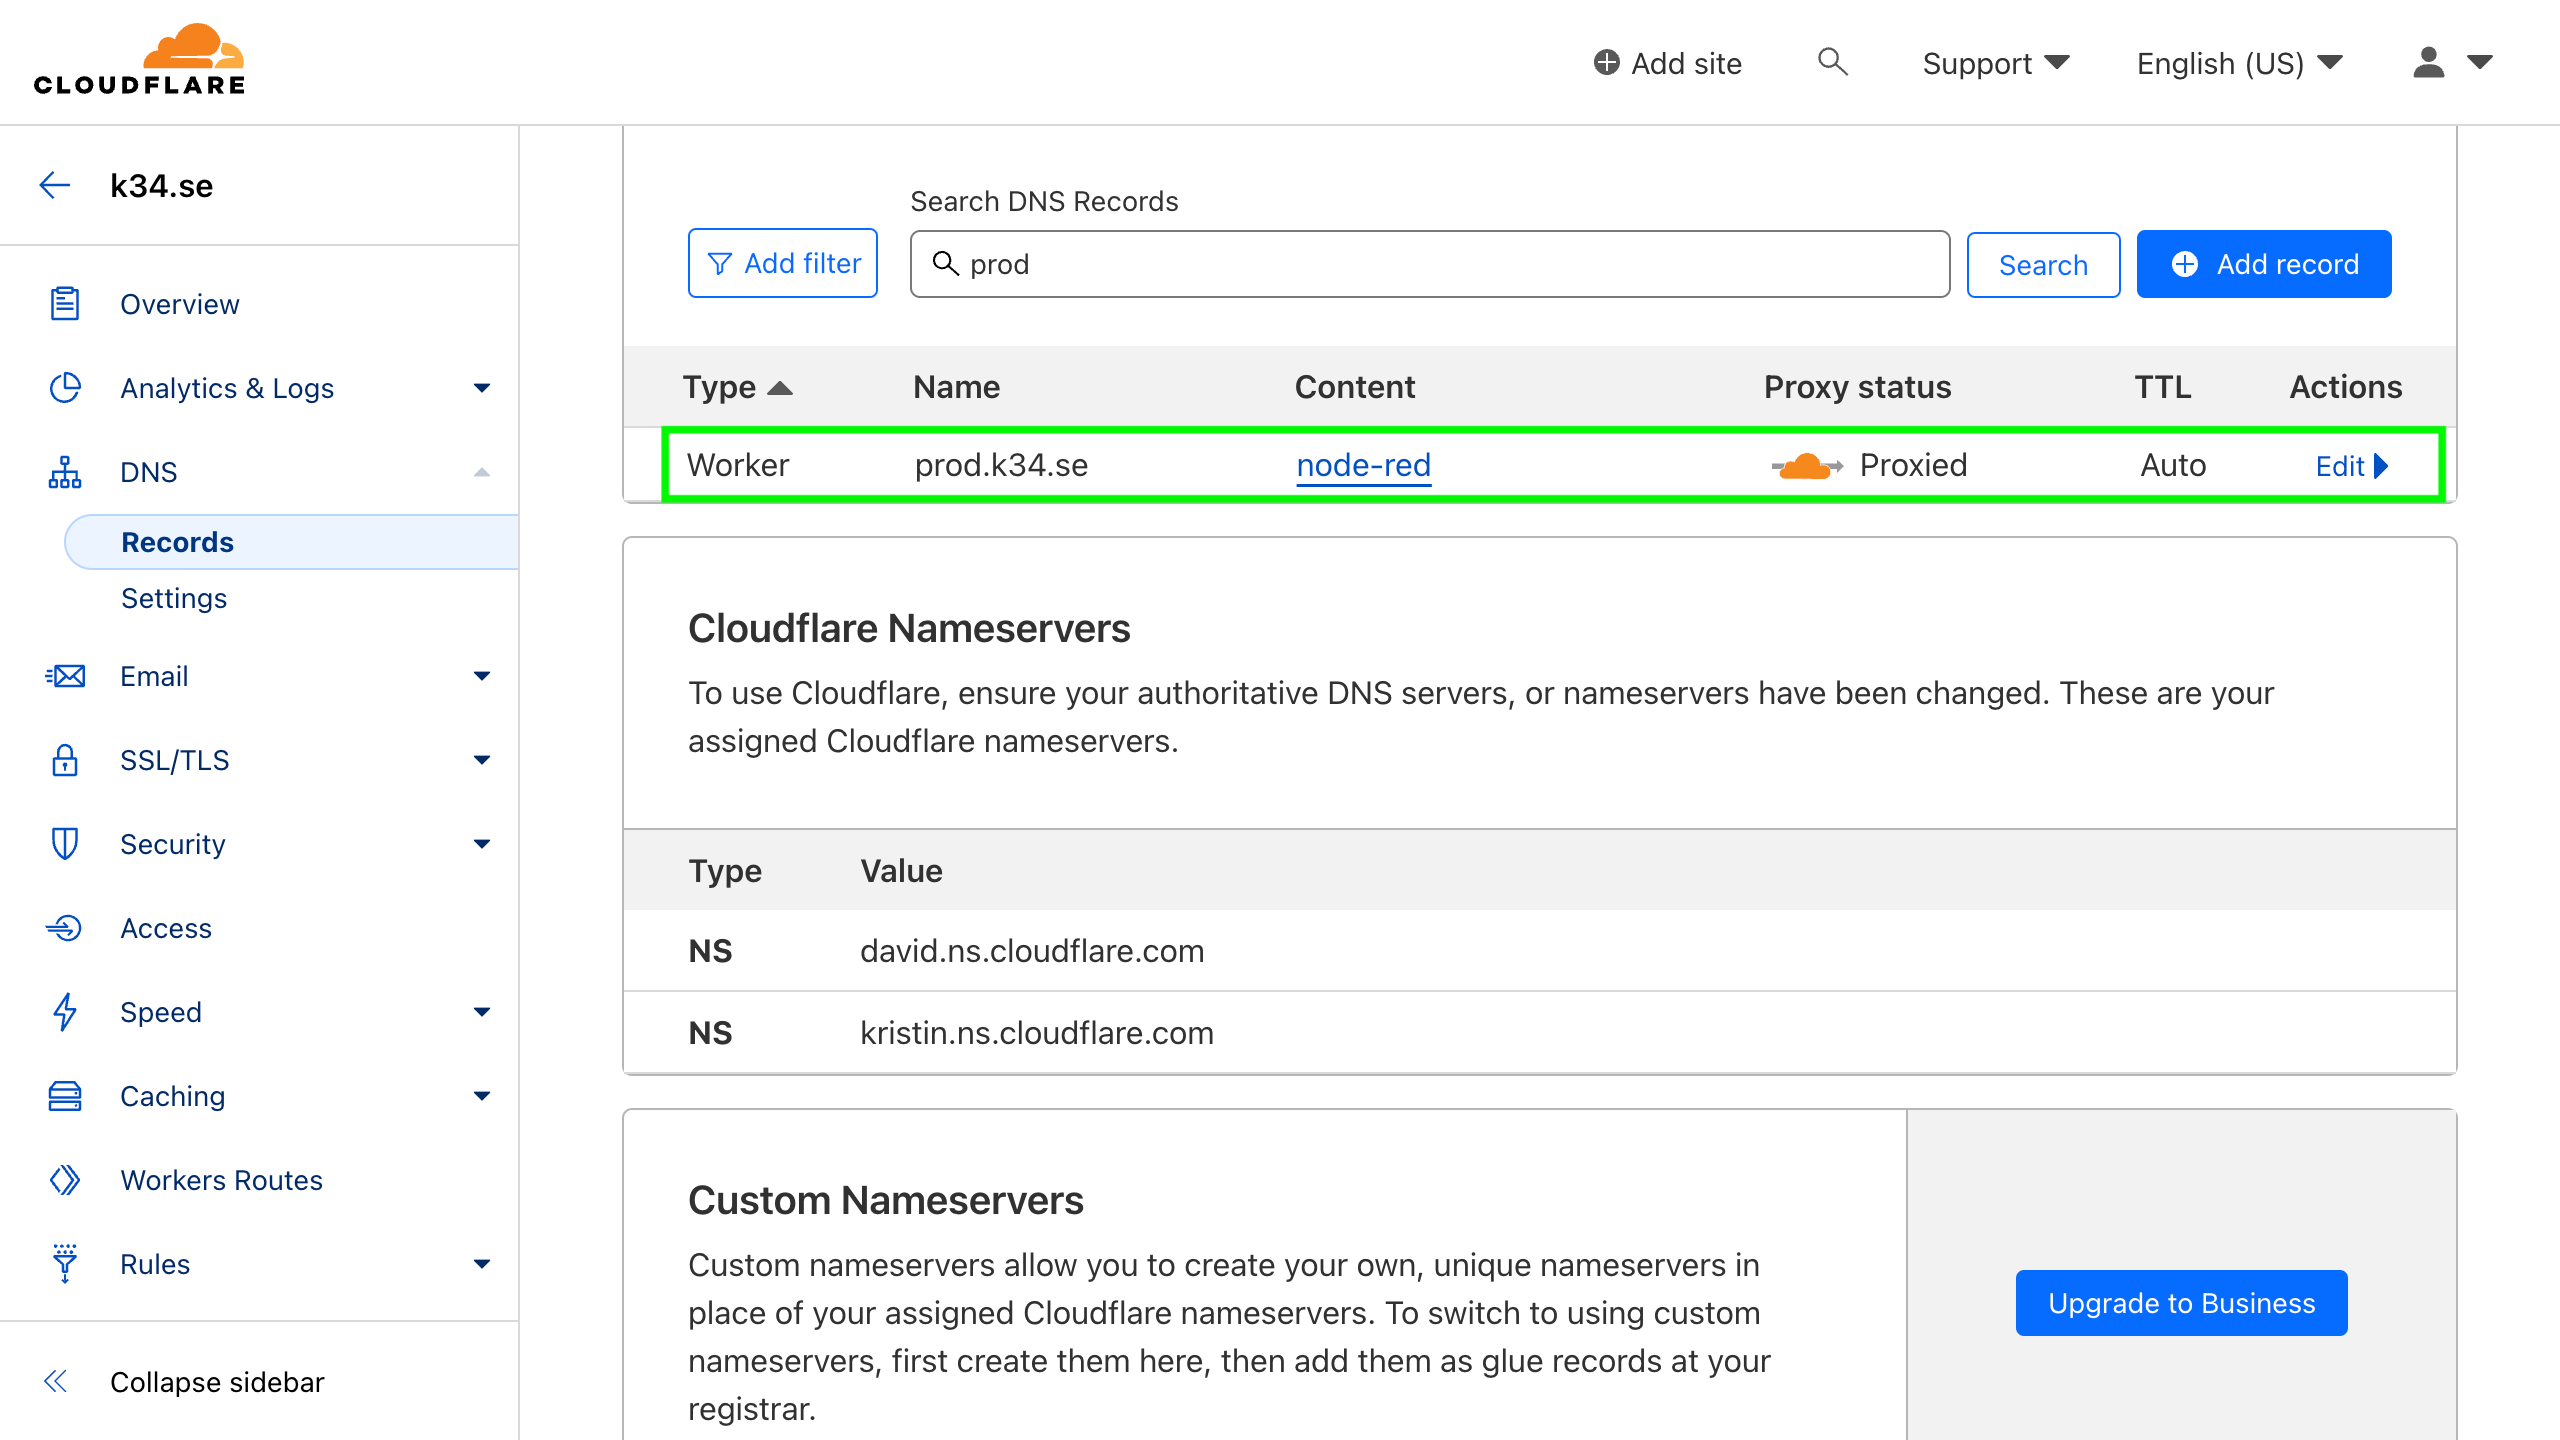 CLOUDFLARE
Add site
Support
English (US)
k34.se
Overview
Analytics & Logs
DNS
Records
Settings
Email
SSL/TLS
Security
Access
Speed
Caching
Workers Routes
Rules
Collapse sidebar
Search DNS Records
Add filter
prod
Search
Add record
Type Name Content Proxy status TTL Actions
Worker prod.k34.se node-red Proxied Auto Edit
Cloudflare Nameservers
To use Cloudflare, ensure your authoritative DNS servers, or nameservers have been changed. These are your
assigned Cloudflare nameservers.
Type Value
NS david.ns.cloudflare.com
NS kristin.ns.cloudflare.com
Custom Nameservers
Custom nameservers allow you to create your own, unique nameservers in
place of your assigned Cloudflare nameservers. To switch to using custom
nameservers, first create them here, then add them as glue records at your
registrar.
Upgrade to Business